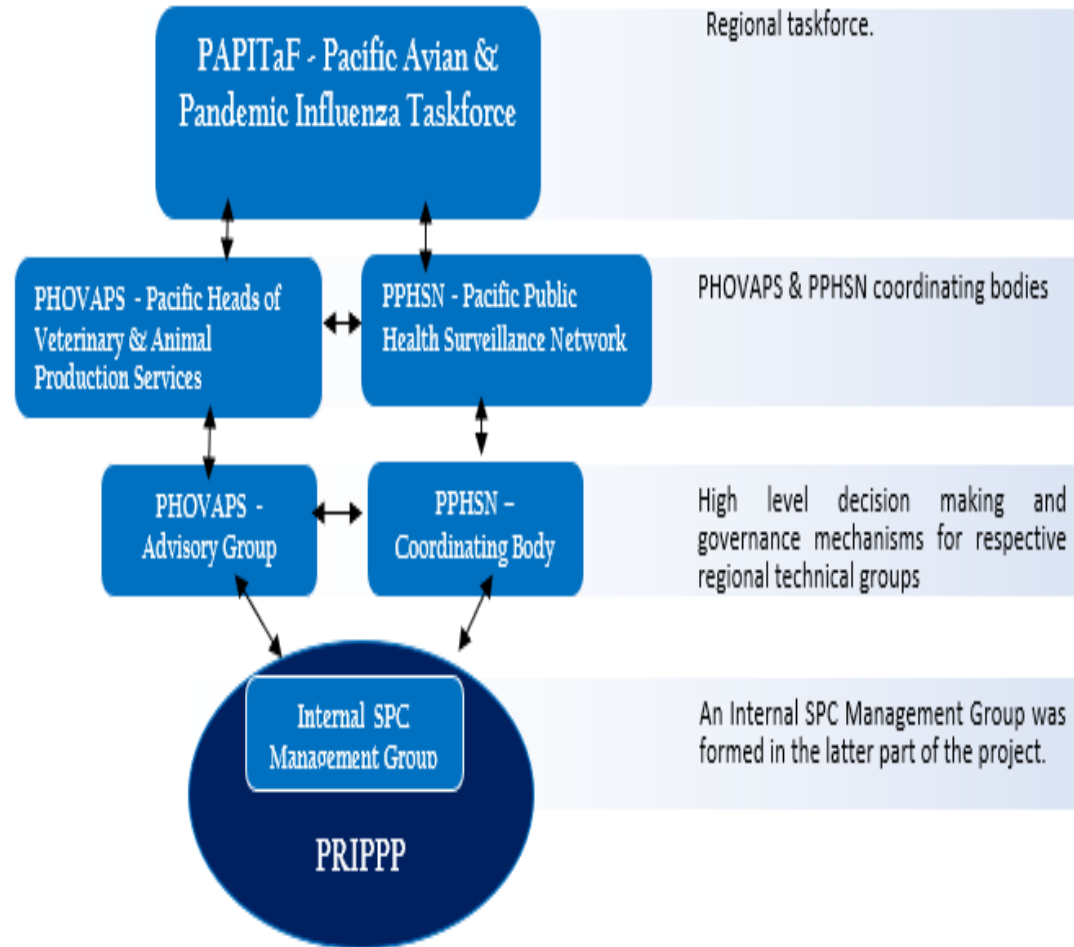 PAPITaF - Pacific Avian &
Pandemic Influenza Taskforce
Regional taskforce.
PHOVAPS - Pacific Heads of
Veterinary & Animal
Production Services
PPHSN - Pacific Public
Health Surveillance Network
PHOVAPS & PPHSN coordinating bodies
PHOVAPS -
Advisory Group
PPHSN –
Coordinating Body
High level decision making and
governance mechanisms for respective
regional technical groups
Internal SPC
Management Group
PRIPPP
An Internal SPC Management Group was
formed in the latter part of the project.